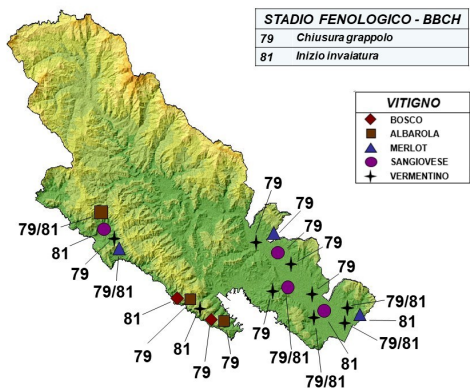 STADIO FENOLOGICO - BBCH
79 Chiusura grappolo
81 Inizio invaiatura
VITIGNO
BOSCO
ALBAROLA
MERLOT
SANGIOVESE
VERMENTINO
79
79
79
79
79/81
81
79
79
79/81
79/81
81
79
81
79
81
79
79/81
79/81
81
79/81